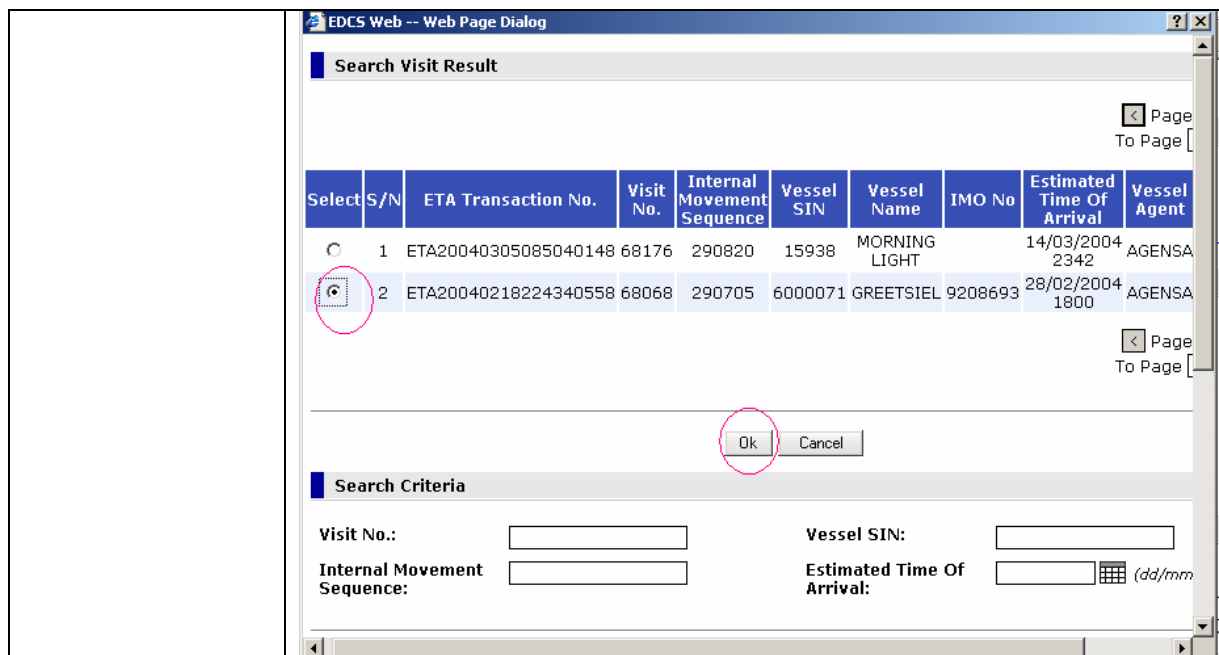 EDCS Web -- Web Page Dialog
Search Visit Result
< Page
To Page
Select S/N ETA Transaction No. Visit No. Internal Movement Sequence Vessel SIN Vessel Name IMO No Estimated Time Of Arrival Vessel Agent
1 ETA20040305085040148 68176 290820 15938 MORNING LIGHT 14/03/2004 2342 AGENSA
2 ETA20040218224340558 68068 290705 6000071 GREETSIEL 9208693 28/02/2004 1800 AGENSA
< Page
To Page
Ok Cancel
Search Criteria
Visit No.: Vessel SIN:
Internal Movement Sequence: Estimated Time Of Arrival: (dd/mm